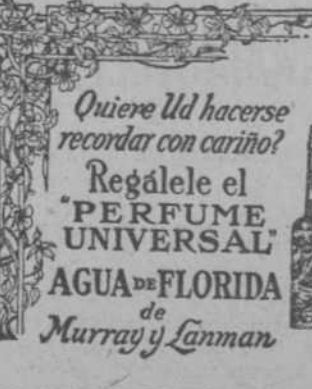 Quiere Ud hacerse
recordar con cariño?
Regálele el
"PERFUME
UNIVERSAL"
AGUA DE FLORIDA
de
Murray y Lanman